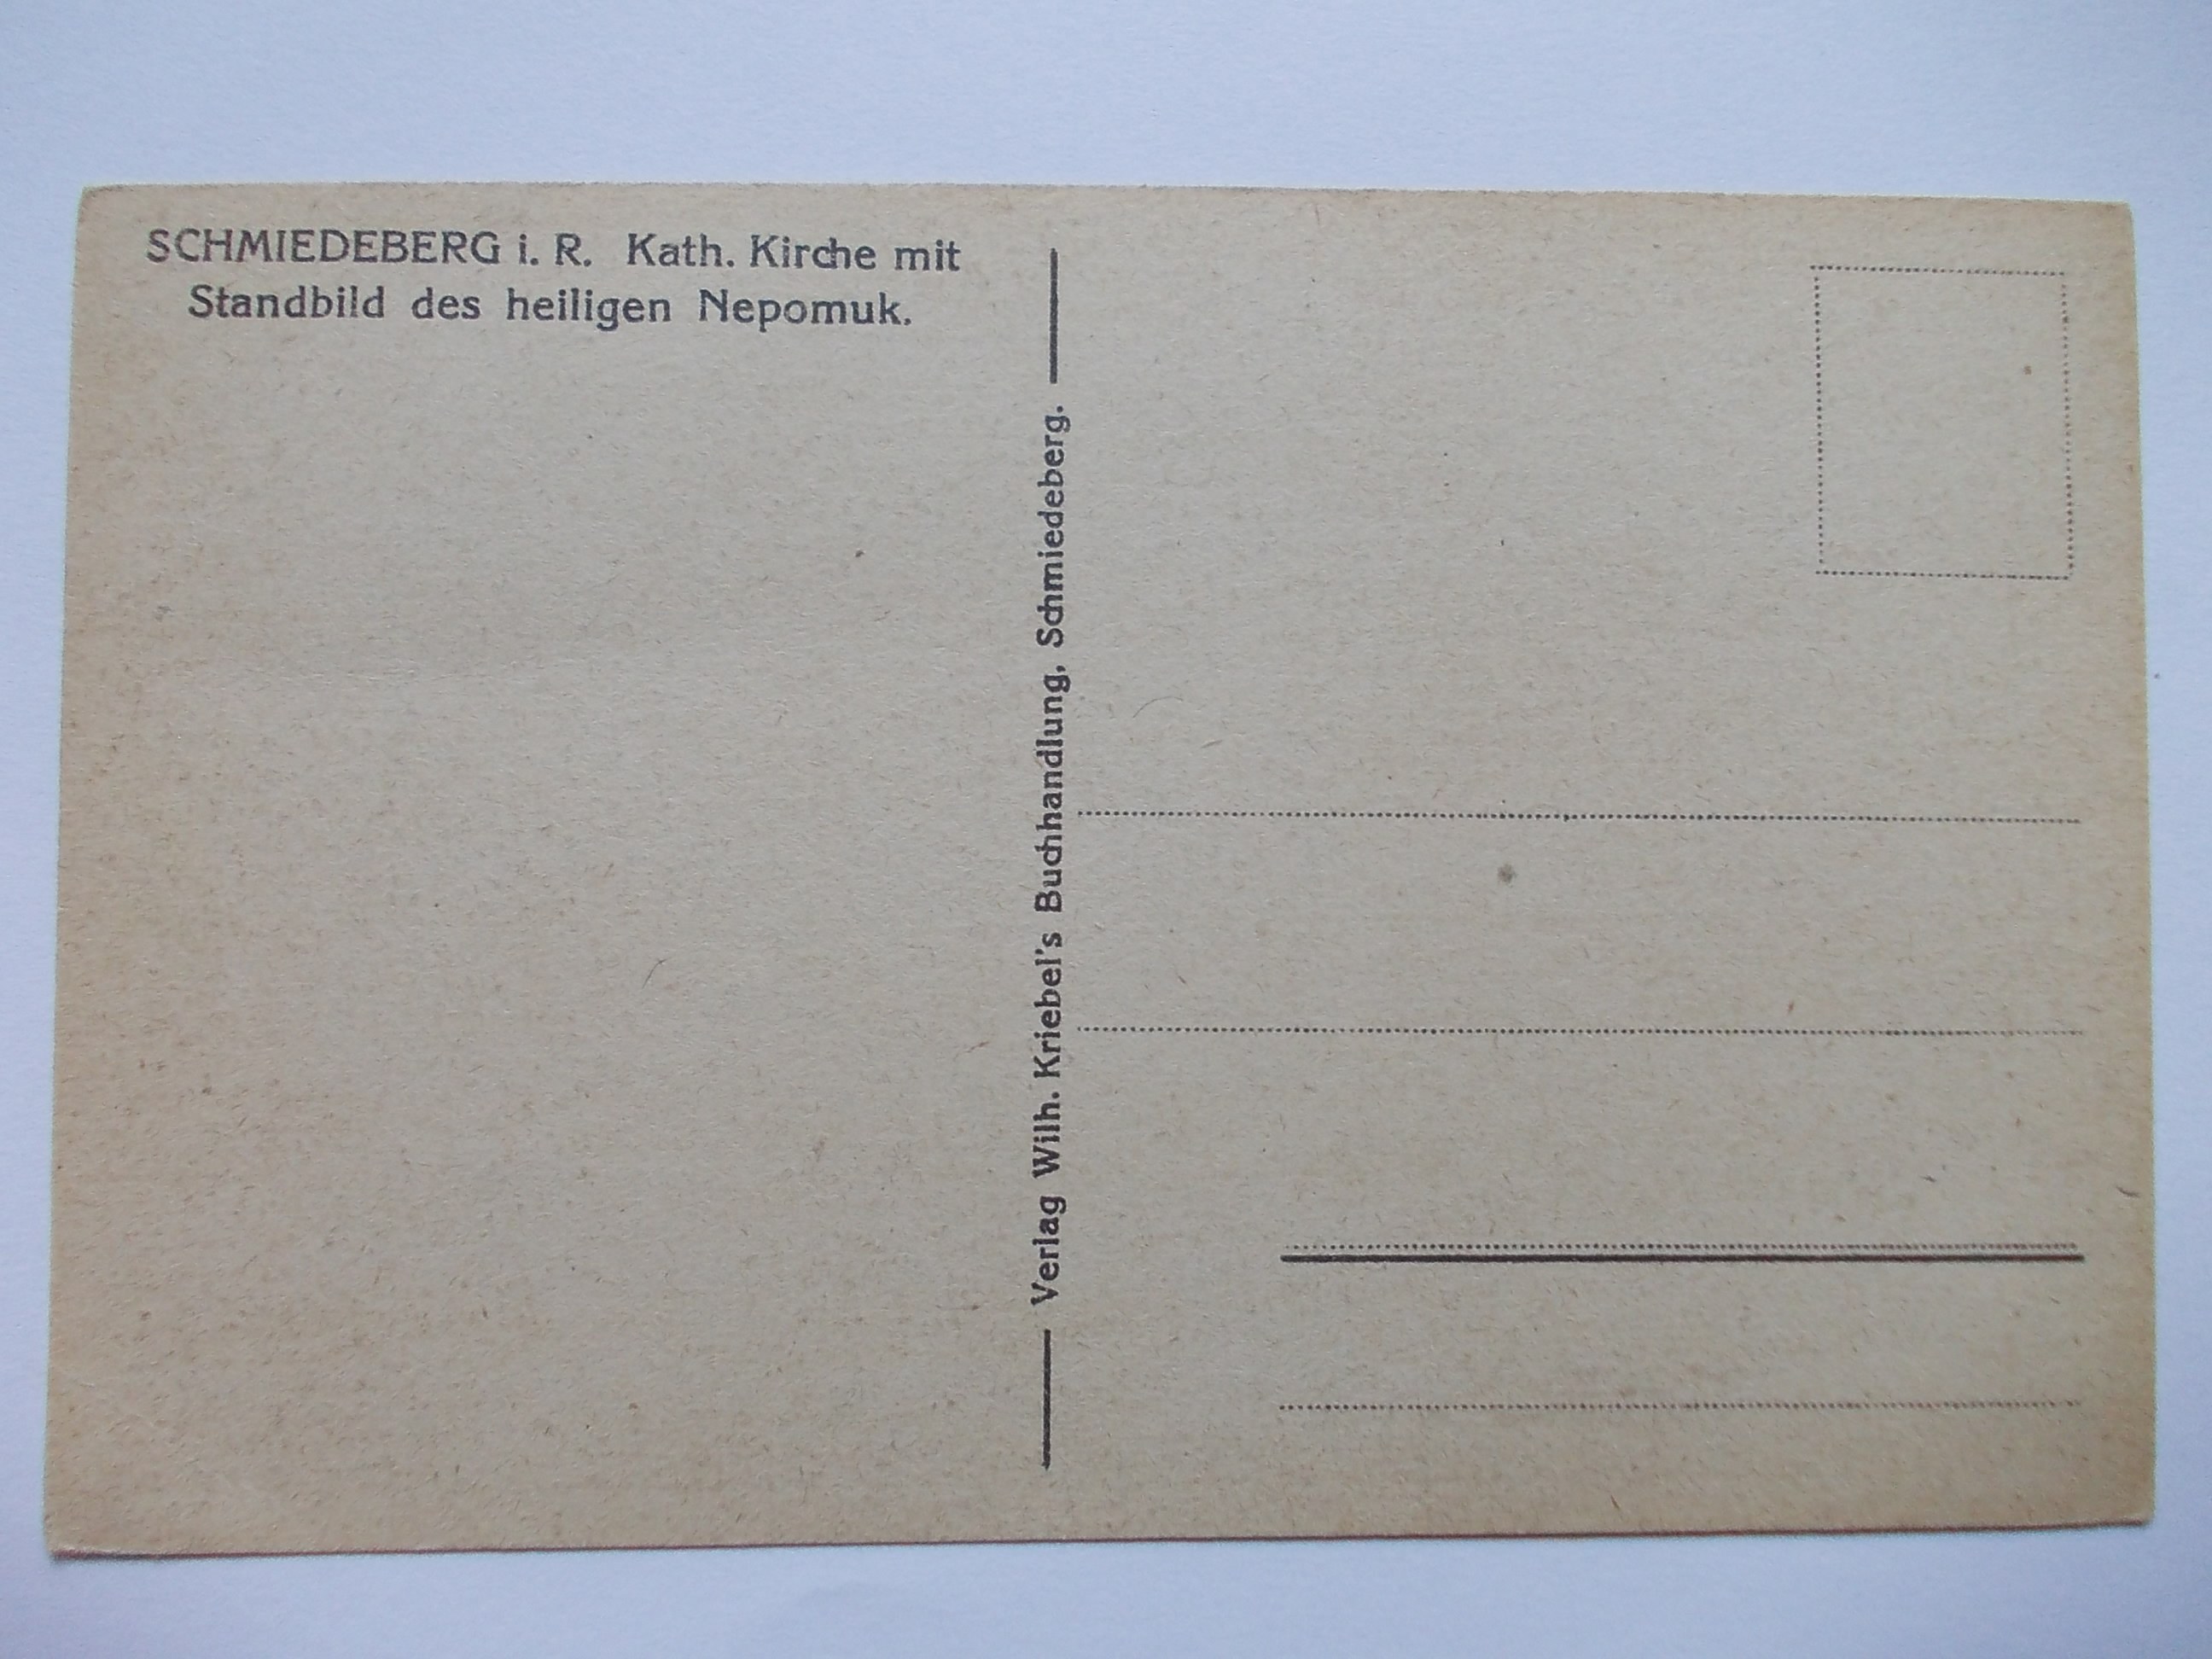 SCHMIEDEBERG i. R. Kath. Kirche mit
Standbild des heiligen Nepomuk.
Verlag Wilh. Kriebel's Buchhandlung, Schmiedeberg.